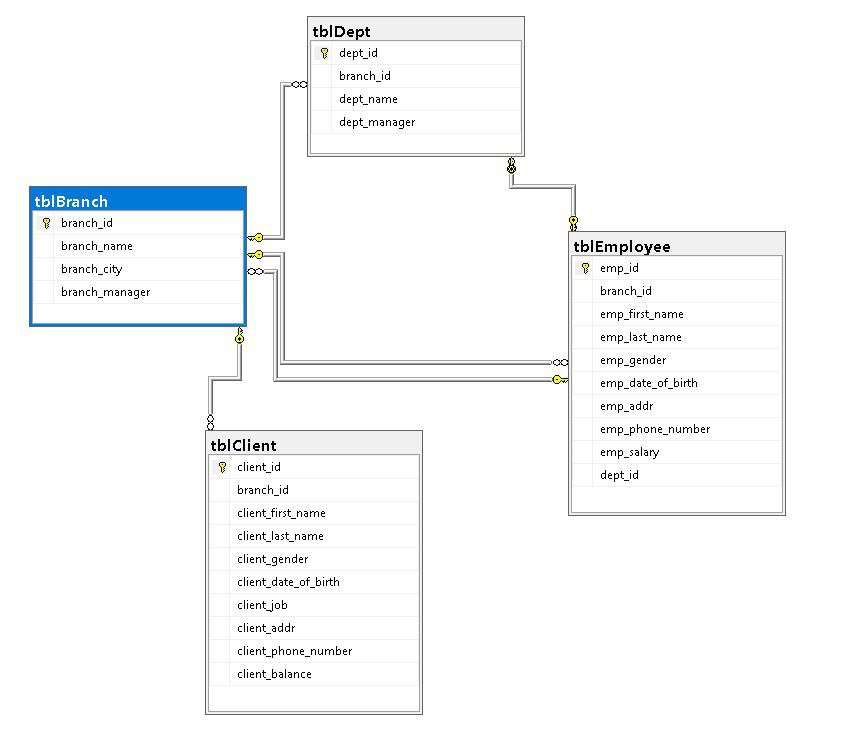 tblDept
dept_id
branch_id
dept_name
dept_manager
tblBranch
branch_id
branch_name
branch_city
branch_manager
tblEmployee
emp_id
branch_id
emp_first_name
emp_last_name
emp_gender
emp_date_of_birth
emp_addr
emp_phone_number
emp_salary
dept_id
tblClient
client_id
branch_id
client_first_name
client_last_name
client_gender
client_date_of_birth
client_job
client_addr
client_phone_number
client_balance